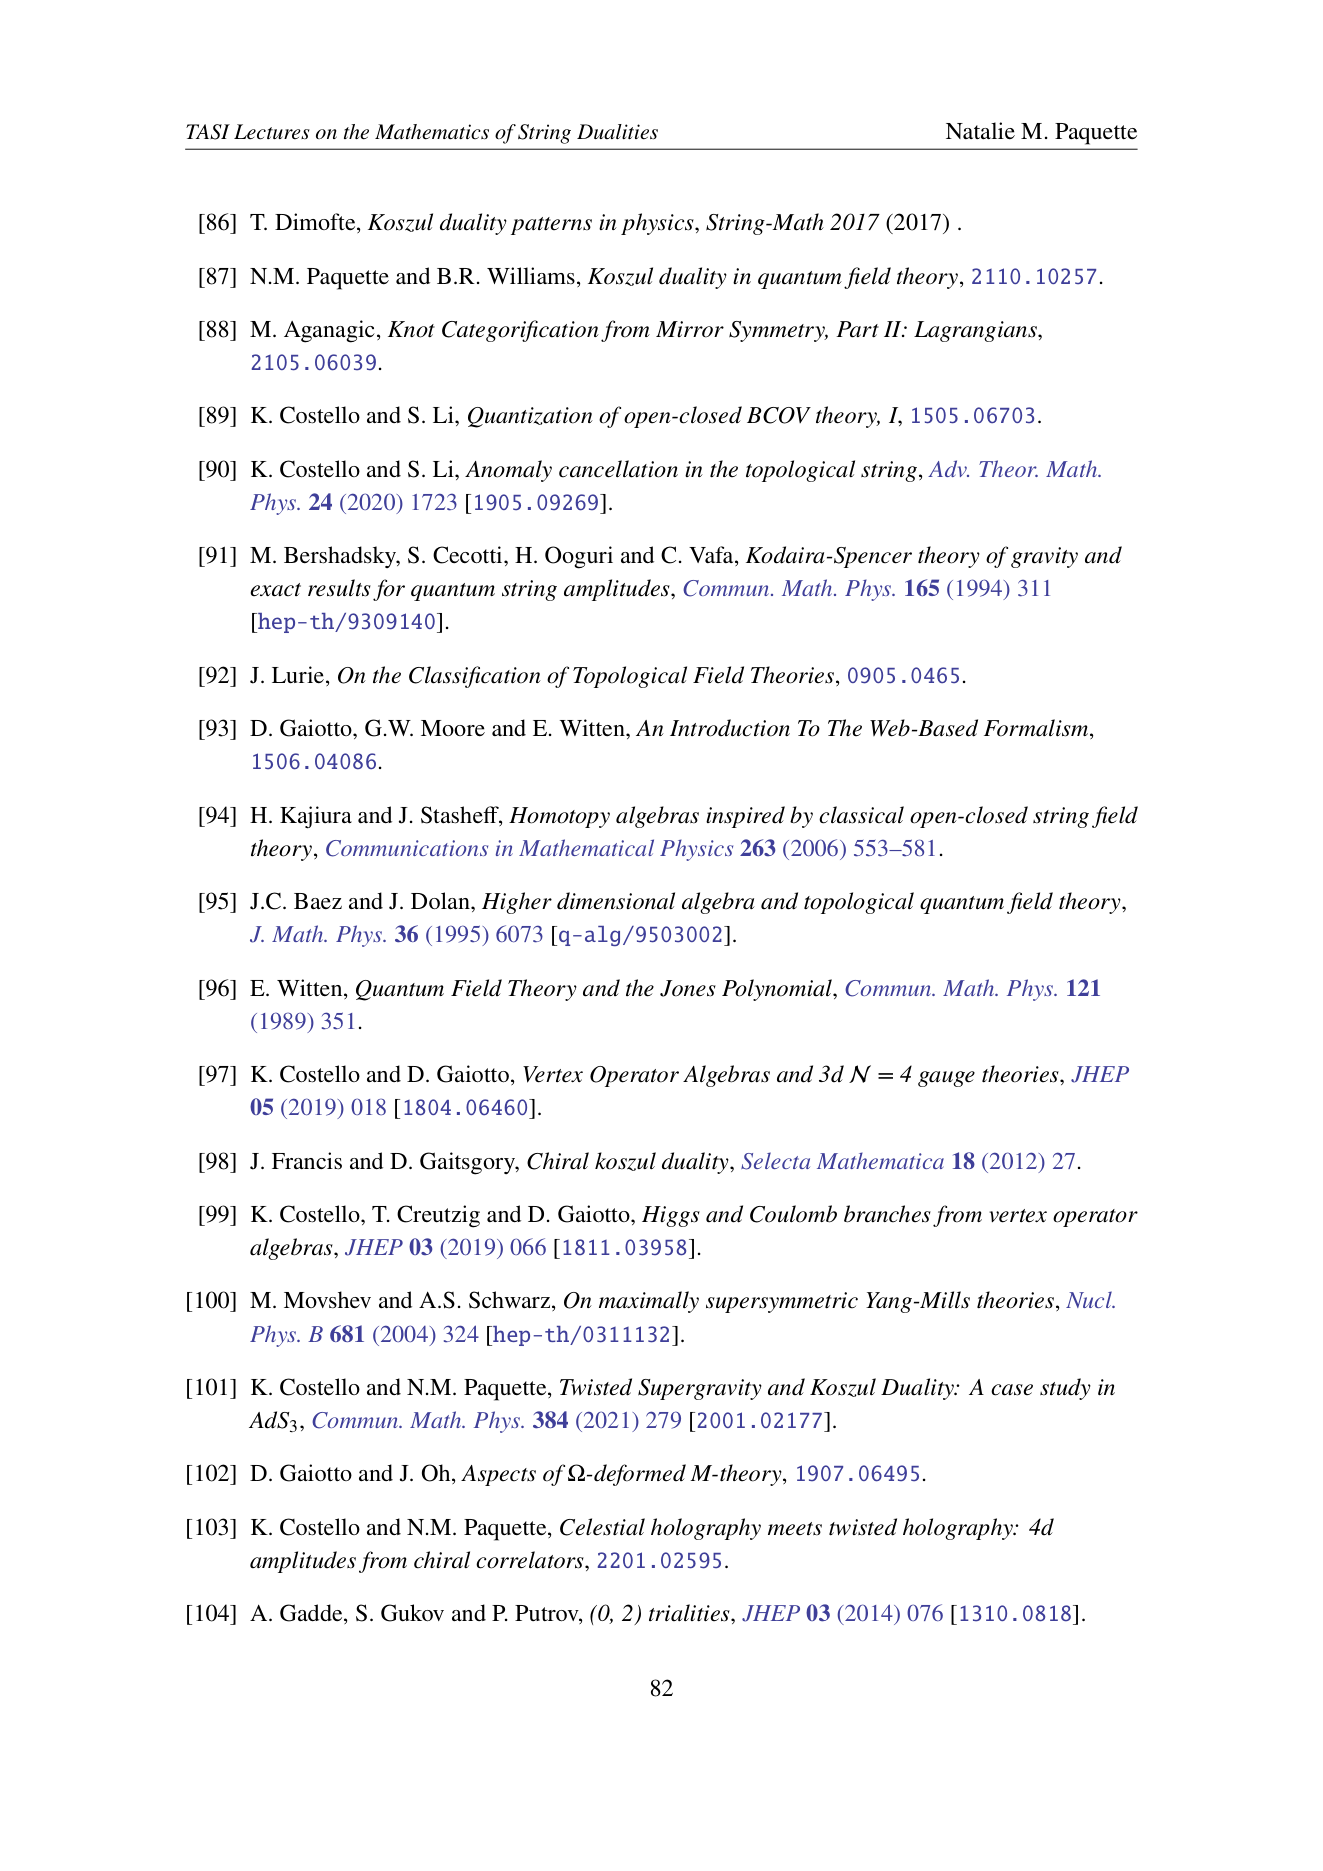 TASI Lectures on the Mathematics of String Dualities Natalie M. Paquette
[86] T. Dimofte, Koszul duality patterns in physics, String-Math 2017 (2017) .
[87] N.M. Paquette and B.R. Williams, Koszul duality in quantum field theory, 2110.10257.
[88] M. Aganagic, Knot Categorification from Mirror Symmetry, Part II: Lagrangians,
2105.06039.
[89] K. Costello and S. Li, Quantization of open-closed BCOV theory, I, 1505.06703.
[90] K. Costello and S. Li, Anomaly cancellation in the topological string, Adv. Theor. Math.
Phys. 24 (2020) 1723 [1905.09269].
[91] M. Bershadsky, S. Cecotti, H. Ooguri and C. Vafa, Kodaira-Spencer theory of gravity and
exact results for quantum string amplitudes, Commun. Math. Phys. 165 (1994) 311
[hep-th/9309140].
[92] J. Lurie, On the Classification of Topological Field Theories, 0905.0465.
[93] D. Gaiotto, G.W. Moore and E. Witten, An Introduction To The Web-Based Formalism,
1506.04086.
[94] H. Kajiura and J. Stasheff, Homotopy algebras inspired by classical open-closed string field
theory, Communications in Mathematical Physics 263 (2006) 553–581.
[95] J.C. Baez and J. Dolan, Higher dimensional algebra and topological quantum field theory,
J. Math. Phys. 36 (1995) 6073 [q-alg/9503002].
[96] E. Witten, Quantum Field Theory and the Jones Polynomial, Commun. Math. Phys. 121
(1989) 351.
[97] K. Costello and D. Gaiotto, Vertex Operator Algebras and 3d 𝒩 = 4 gauge theories, JHEP
05 (2019) 018 [1804.06460].
[98] J. Francis and D. Gaitsgory, Chiral koszul duality, Selecta Mathematica 18 (2012) 27.
[99] K. Costello, T. Creutzig and D. Gaiotto, Higgs and Coulomb branches from vertex operator
algebras, JHEP 03 (2019) 066 [1811.03958].
[100] M. Movshev and A.S. Schwarz, On maximally supersymmetric Yang-Mills theories, Nucl.
Phys. B 681 (2004) 324 [hep-th/0311132].
[101] K. Costello and N.M. Paquette, Twisted Supergravity and Koszul Duality: A case study in
AdS₃, Commun. Math. Phys. 384 (2021) 279 [2001.02177].
[102] D. Gaiotto and J. Oh, Aspects of Ω-deformed M-theory, 1907.06495.
[103] K. Costello and N.M. Paquette, Celestial holography meets twisted holography: 4d
amplitudes from chiral correlators, 2201.02595.
[104] A. Gadde, S. Gukov and P. Putrov, (0, 2) trialities, JHEP 03 (2014) 076 [1310.0818].
82